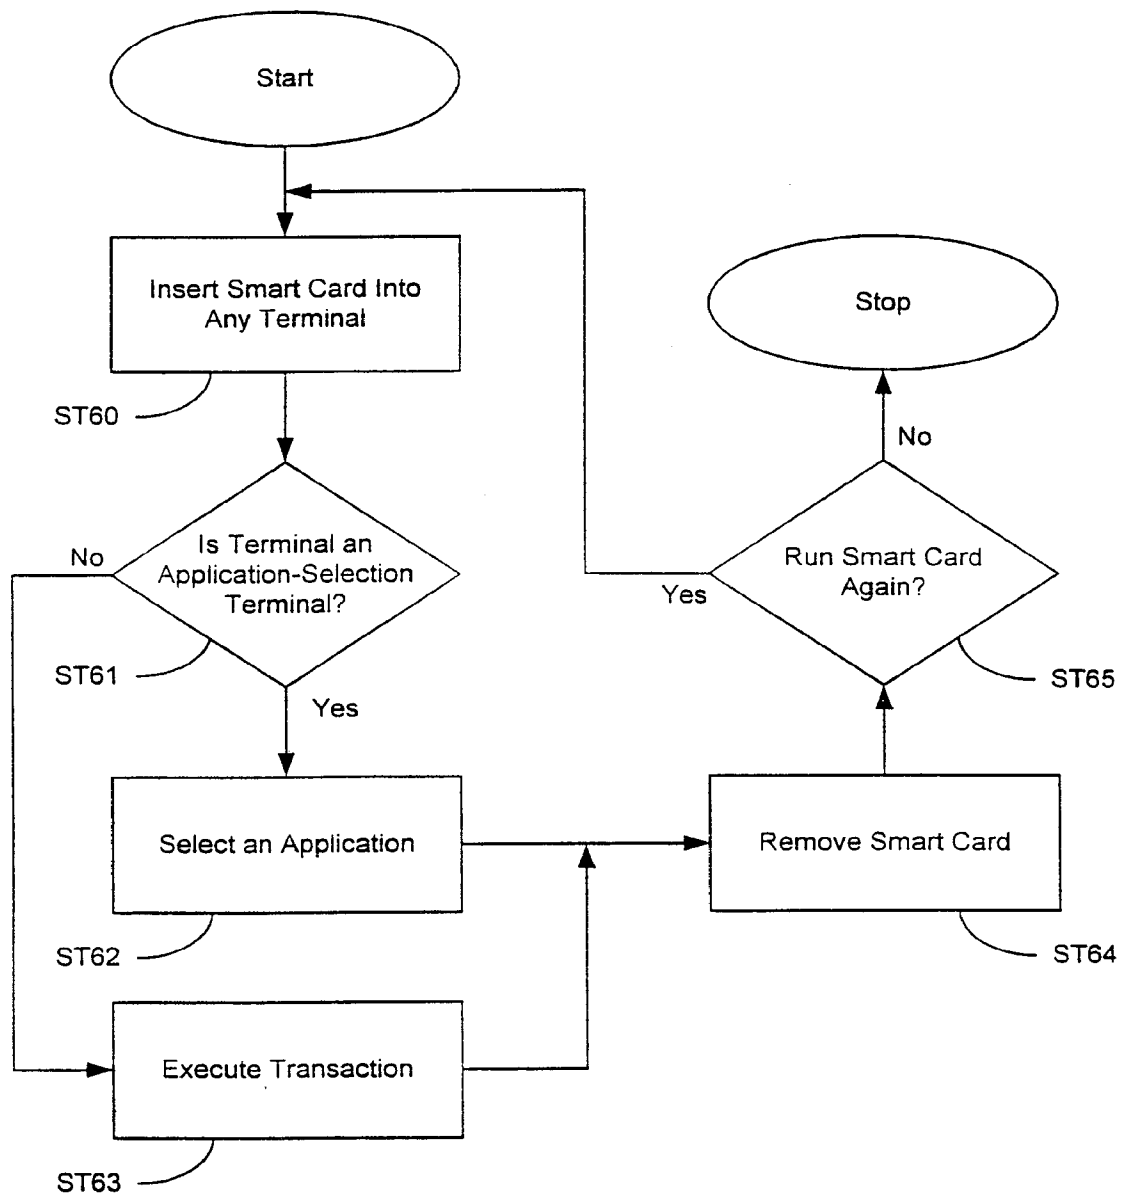 Start
Insert Smart Card Into
Any Terminal
ST60
Is Terminal an
Application-Selection
Terminal?
No
ST61
Yes
Select an Application
ST62
Execute Transaction
ST63
Remove Smart Card
ST64
Run Smart Card
Again?
Yes
ST65
No
Stop